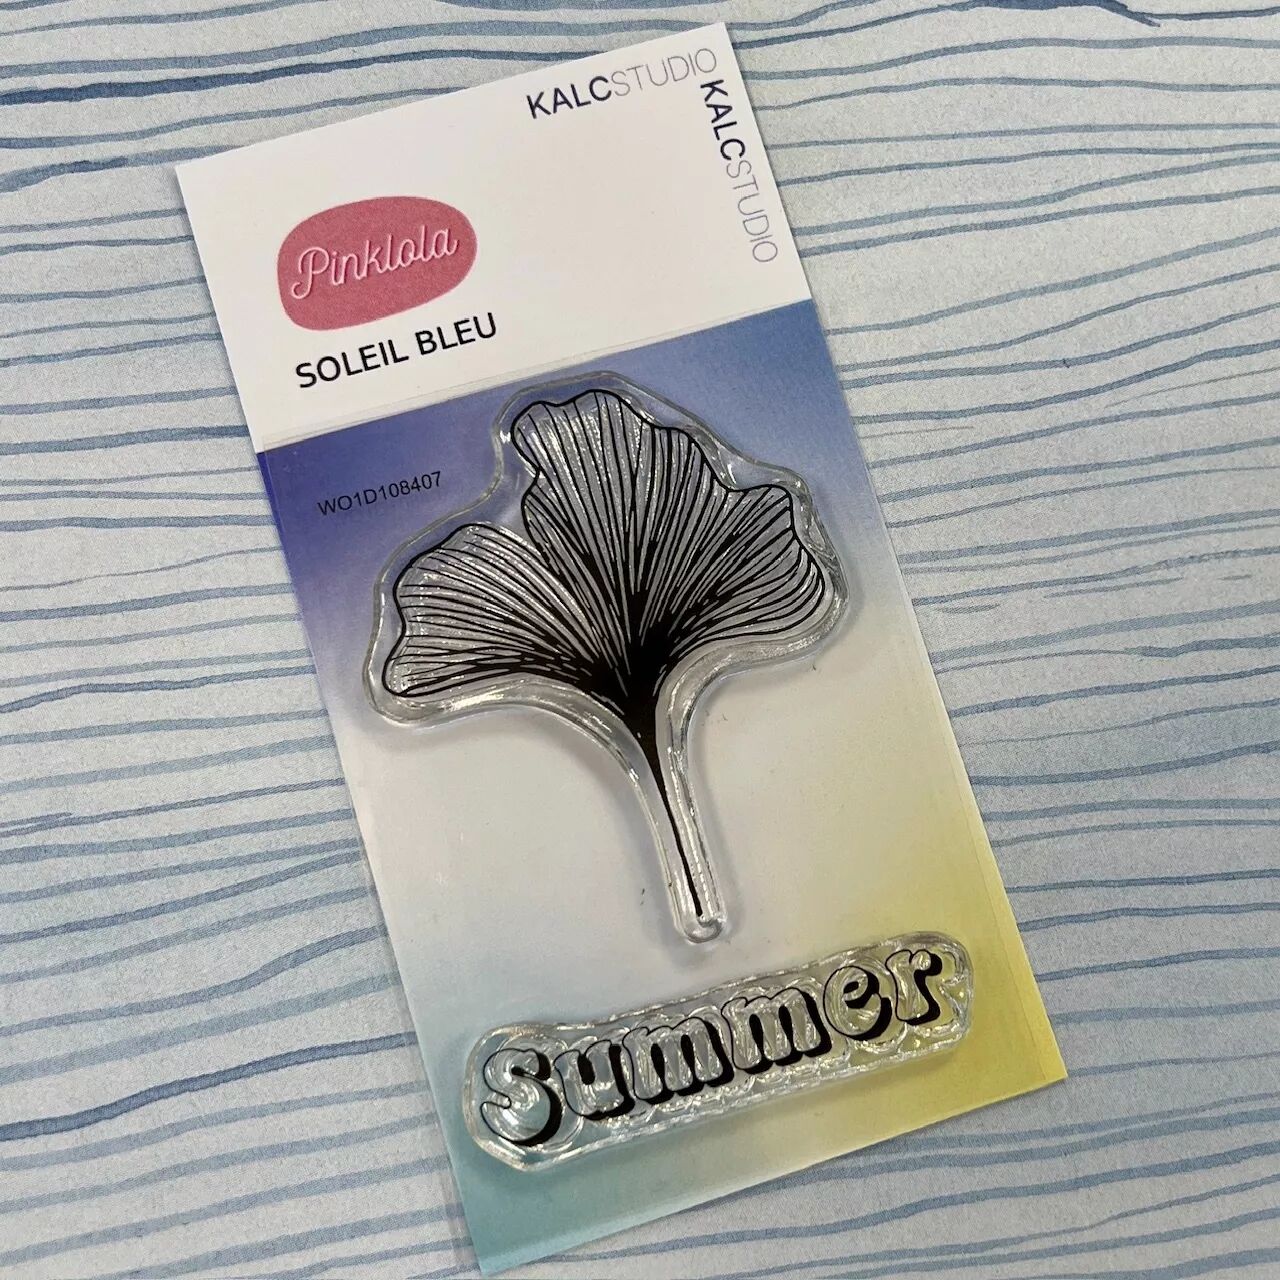 KALCSTUDIO
KALCSTUDIO
Pinklola
SOLEIL BLEU
WO1D108407
summer